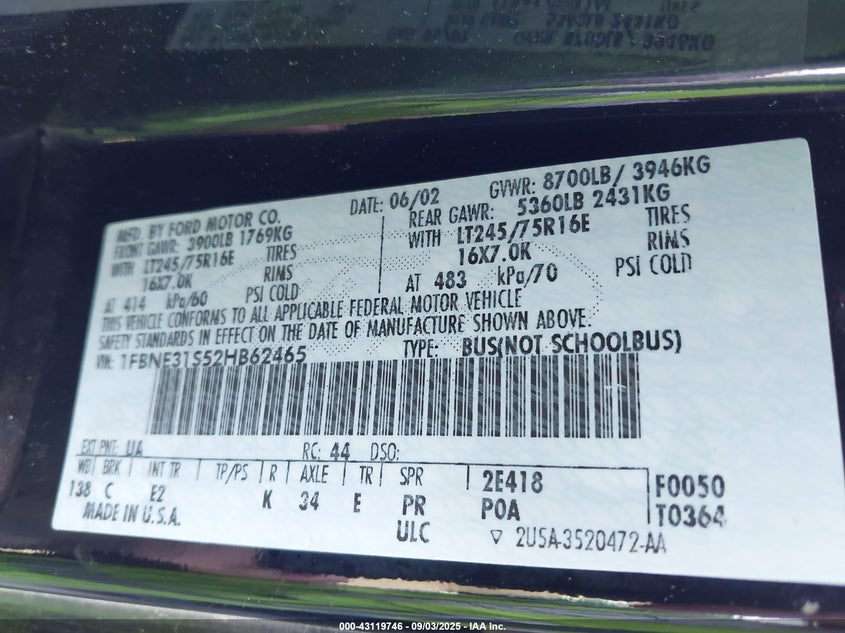 MFD. BY FORD MOTOR CO.
DATE: 06/02 GVWR: 8700LB/ 3946KG
FRONT GAWR: 3900LB 1769KG REAR GAWR: 5360LB 2431KG
WITH LT245/75R16E TIRES WITH LT245/75R16E TIRES
16X7.0K RIMS 16X7.0K RIMS
AT 414 kPa/60 PSI COLD AT 483 kPa/70 PSI COLD
THIS VEHICLE CONFORMS TO ALL APPLICABLE FEDERAL MOTOR VEHICLE
SAFETY STANDARDS IN EFFECT ON THE DATE OF MANUFACTURE SHOWN ABOVE.
VIN: 1FBNE31S52HB62465 TYPE: BUS(NOT SCHOOLBUS)
EXT PNT: UA RC: 44 DSO:
WB BRK INT TR TP/PS R AXLE TR SPR 2E418 F0050
138 C E2 K 34 E PR POA T0364
MADE IN U.S.A. ULC ▽ 2U5A-3520472-AA
000-43119746 - 09/03/2025 - IAA Inc.